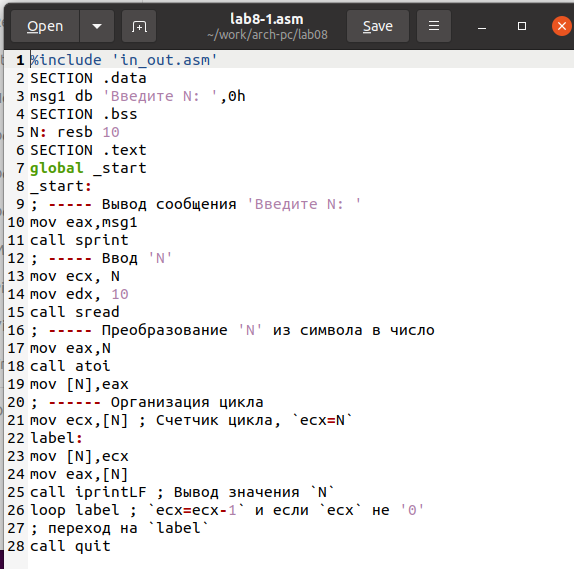 Open
lab8-1.asm
~/work/arch-pc/lab08
Save
1 %include 'in_out.asm'
2 SECTION .data
3 msg1 db 'Введите N: ',0h
4 SECTION .bss
5 N: resb 10
6 SECTION .text
7 global _start
8 _start:
9 ; ----- Вывод сообщения 'Введите N: '
10 mov eax,msg1
11 call sprint
12 ; ----- Ввод 'N'
13 mov ecx, N
14 mov edx, 10
15 call sread
16 ; ----- Преобразование 'N' из символа в число
17 mov eax,N
18 call atoi
19 mov [N],eax
20 ; ------ Организация цикла
21 mov ecx,[N] ; Счетчик цикла, `ecx=N`
22 label:
23 mov [N],ecx
24 mov eax,[N]
25 call iprintLF ; Вывод значения `N`
26 loop label ; `ecx=ecx-1` и если `ecx` не '0'
27 ; переход на `label`
28 call quit